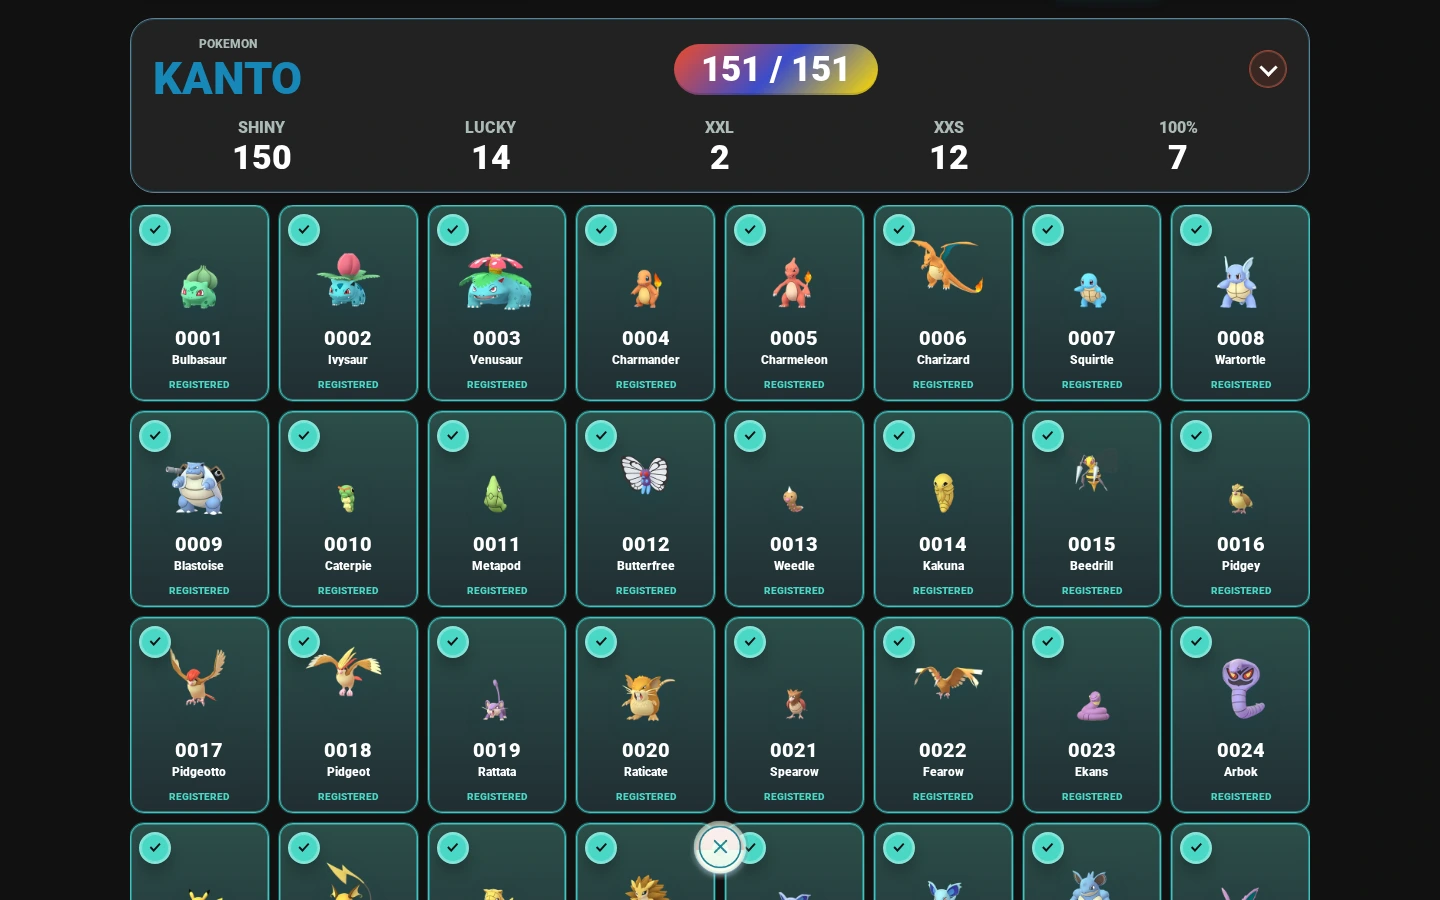 POKEMON
KANTO
151 / 151
SHINY LUCKY XXL XXS 100%
150 14 2 12 7
0001 0002 0003 0004 0005 0006 0007 0008
Bulbasaur Ivysaur Venusaur Charmander Charmeleon Charizard Squirtle Wartortle
REGISTERED REGISTERED REGISTERED REGISTERED REGISTERED REGISTERED REGISTERED REGISTERED
0009 0010 0011 0012 0013 0014 0015 0016
Blastoise Caterpie Metapod Butterfree Weedle Kakuna Beedrill Pidgey
REGISTERED REGISTERED REGISTERED REGISTERED REGISTERED REGISTERED REGISTERED REGISTERED
0017 0018 0019 0020 0021 0022 0023 0024
Pidgeotto Pidgeot Rattata Raticate Spearow Fearow Ekans Arbok
REGISTERED REGISTERED REGISTERED REGISTERED REGISTERED REGISTERED REGISTERED REGISTERED